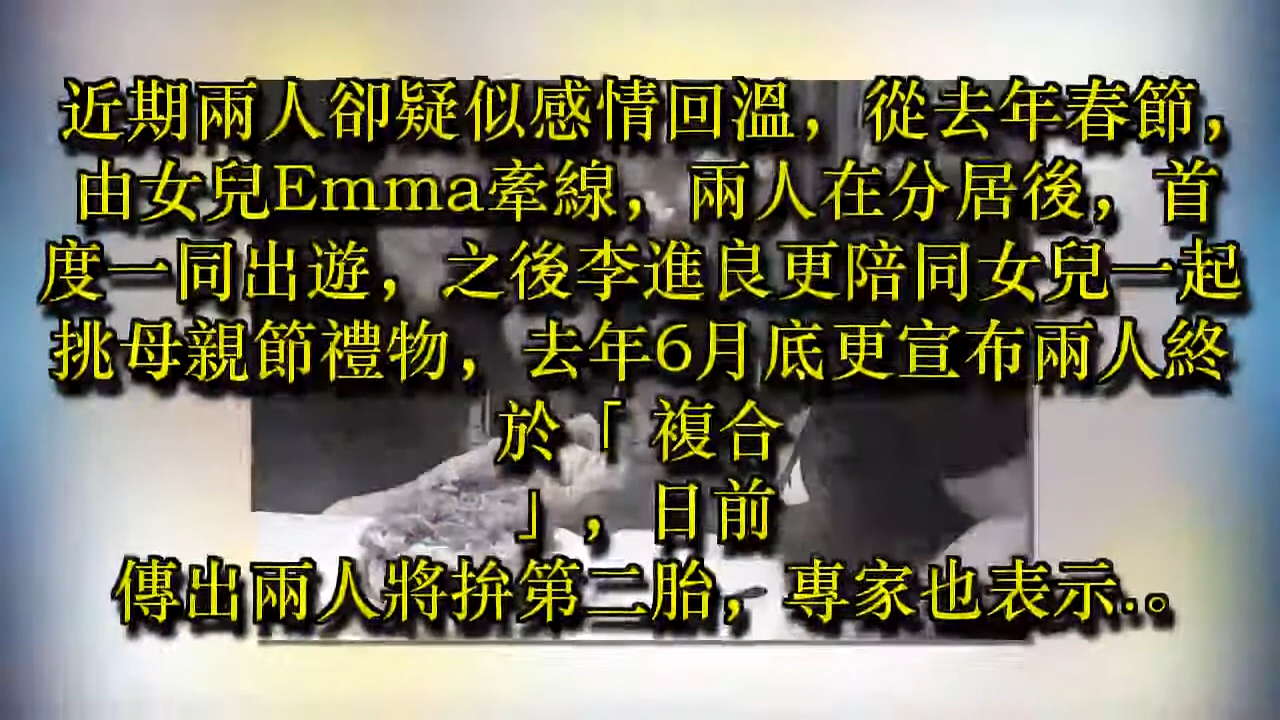 近期兩人卻疑似感情回溫，從去年春節，
由女兒Emma牽線，兩人在分居後，首
度一同出遊，之後李進良更陪同女兒一起
挑母親節禮物，去年6月底更宣布兩人終
於「 複合
」，日前
傳出兩人將拚第二胎，專家也表示.。